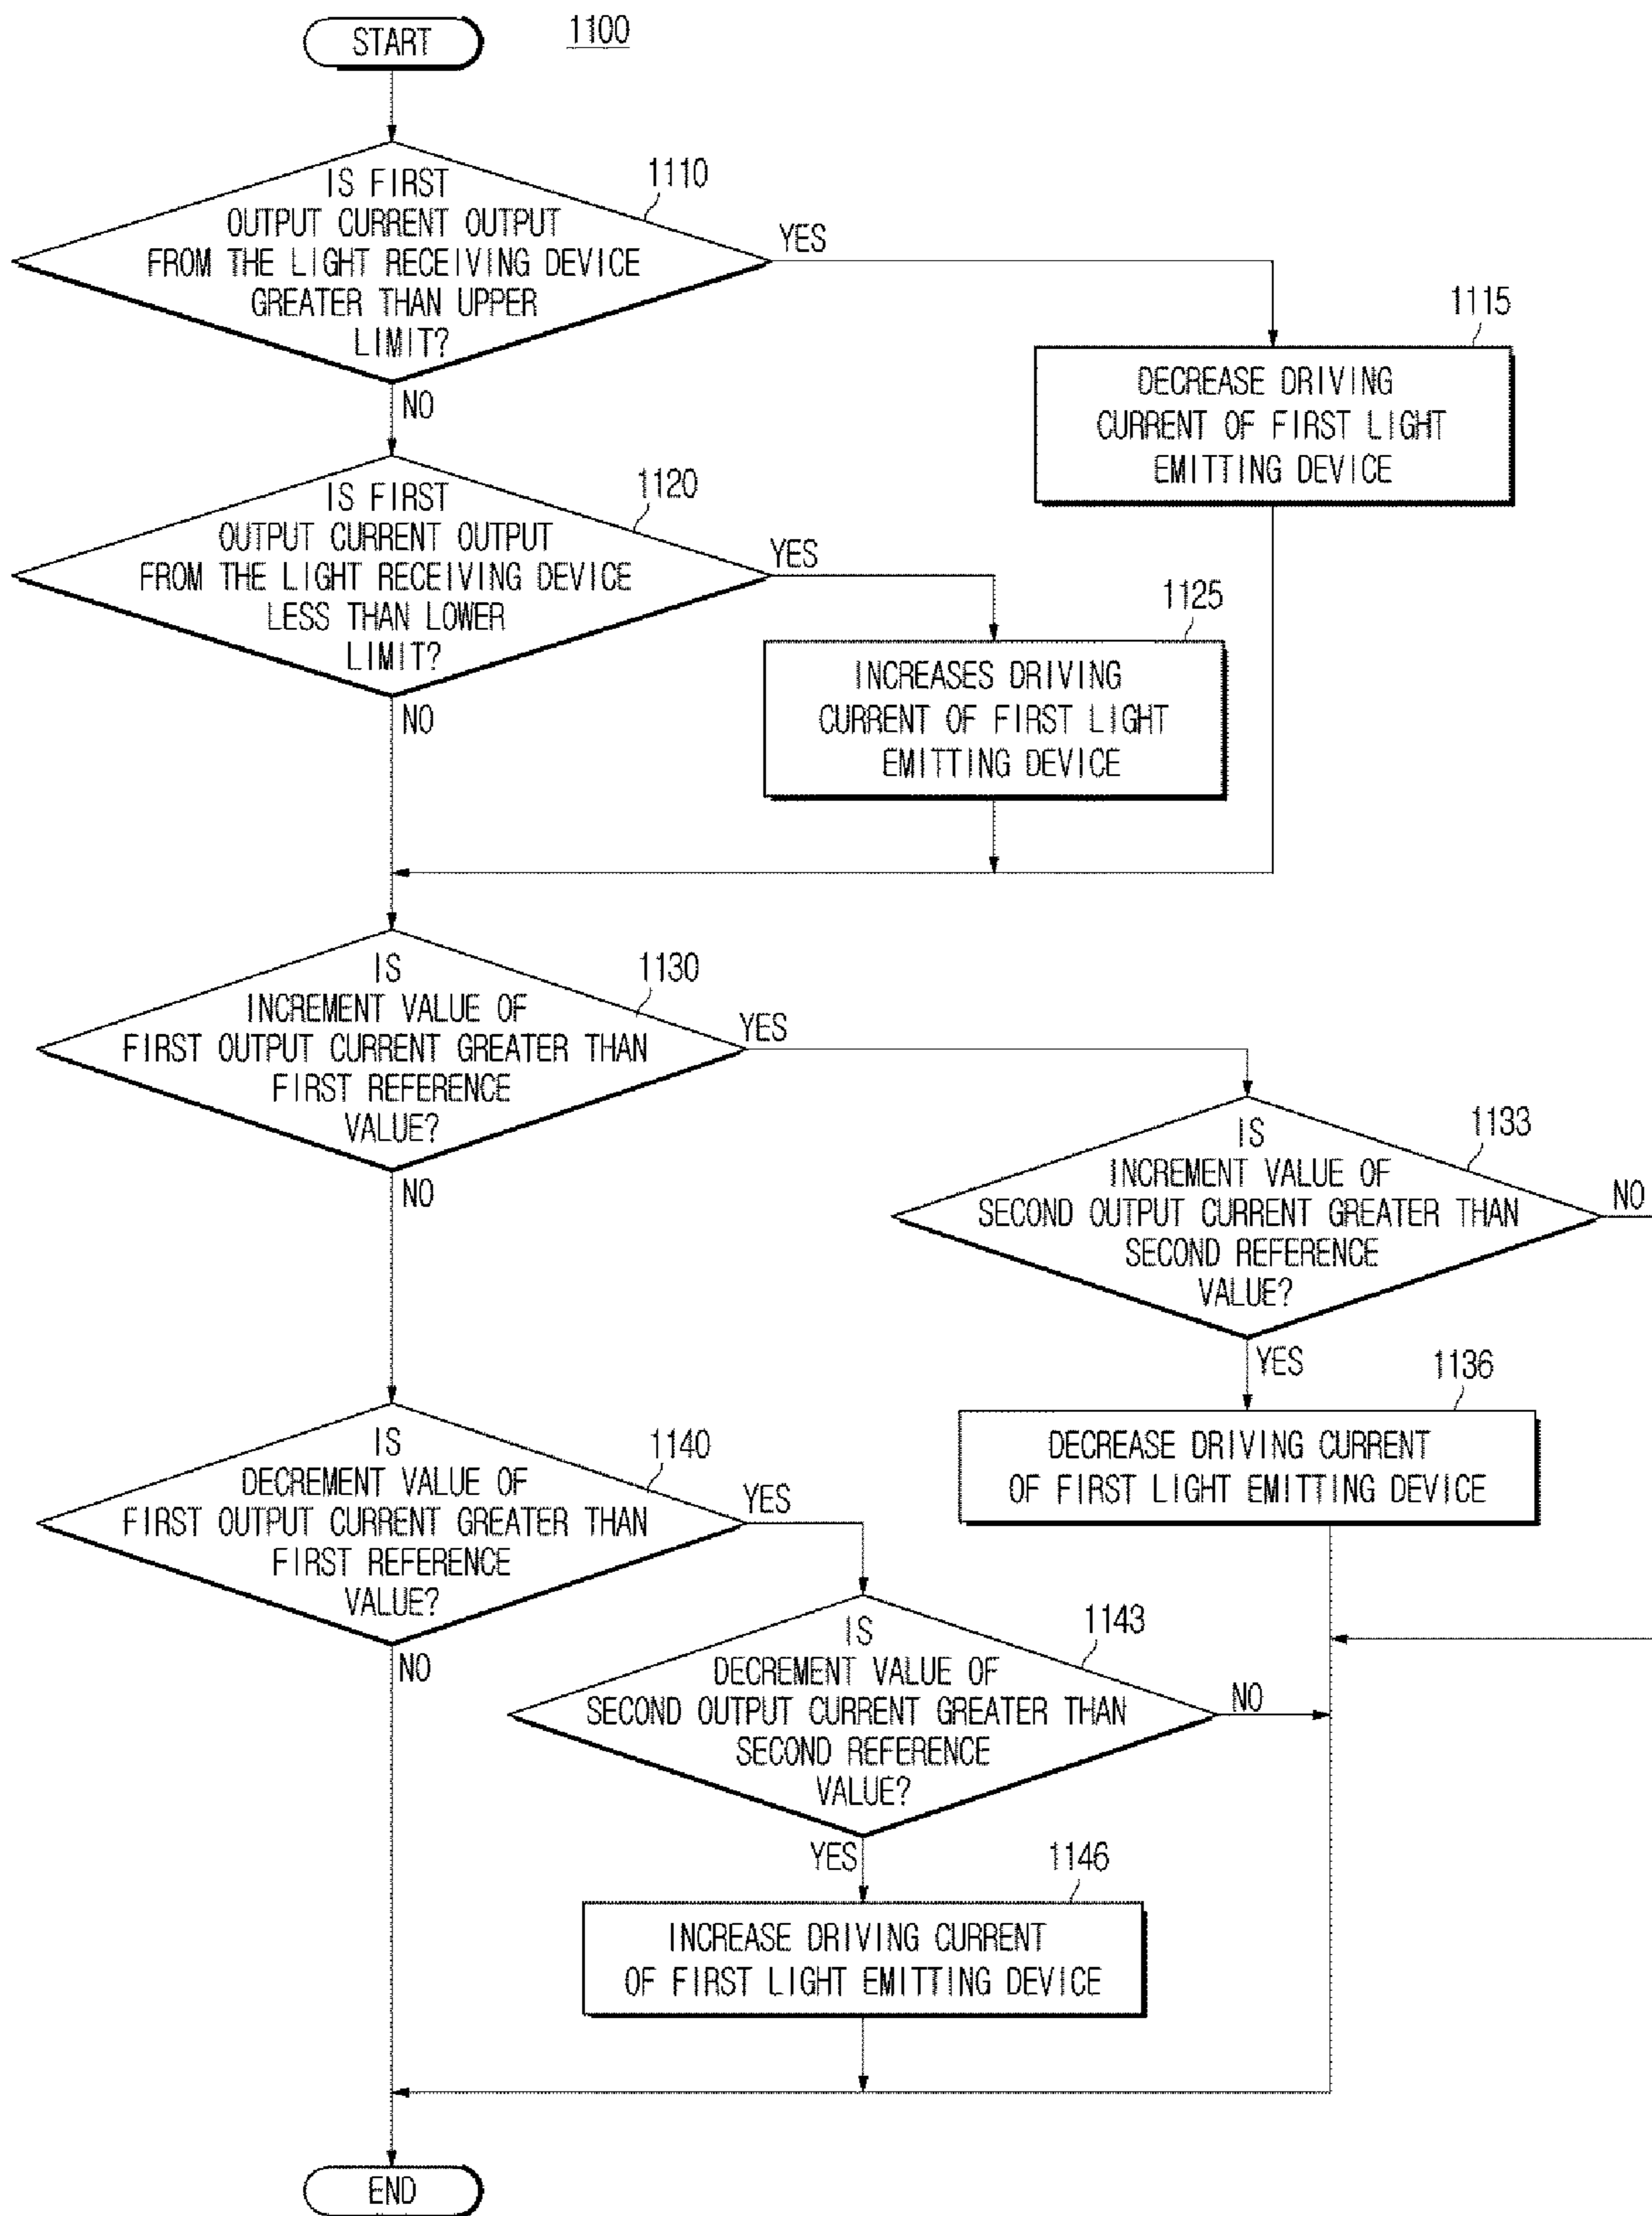 START
1100
IS FIRST
OUTPUT CURRENT OUTPUT
FROM THE LIGHT RECEIVING DEVICE
GREATER THAN UPPER
LIMIT?
1110
YES
NO
1115
DECREASE DRIVING
CURRENT OF FIRST LIGHT
EMITTING DEVICE
IS FIRST
OUTPUT CURRENT OUTPUT
FROM THE LIGHT RECEIVING DEVICE
LESS THAN LOWER
LIMIT?
1120
YES
NO
1125
INCREASES DRIVING
CURRENT OF FIRST LIGHT
EMITTING DEVICE
IS
INCREMENT VALUE OF
FIRST OUTPUT CURRENT GREATER THAN
FIRST REFERENCE
VALUE?
1130
YES
NO
IS
INCREMENT VALUE OF
SECOND OUTPUT CURRENT GREATER THAN
SECOND REFERENCE
VALUE?
1133
NO
YES
1136
DECREASE DRIVING CURRENT
OF FIRST LIGHT EMITTING DEVICE
IS
DECREMENT VALUE OF
FIRST OUTPUT CURRENT GREATER THAN
FIRST REFERENCE
VALUE?
1140
YES
NO
IS
DECREMENT VALUE OF
SECOND OUTPUT CURRENT GREATER THAN
SECOND REFERENCE
VALUE?
1143
NO
YES
1146
INCREASE DRIVING CURRENT
OF FIRST LIGHT EMITTING DEVICE
END